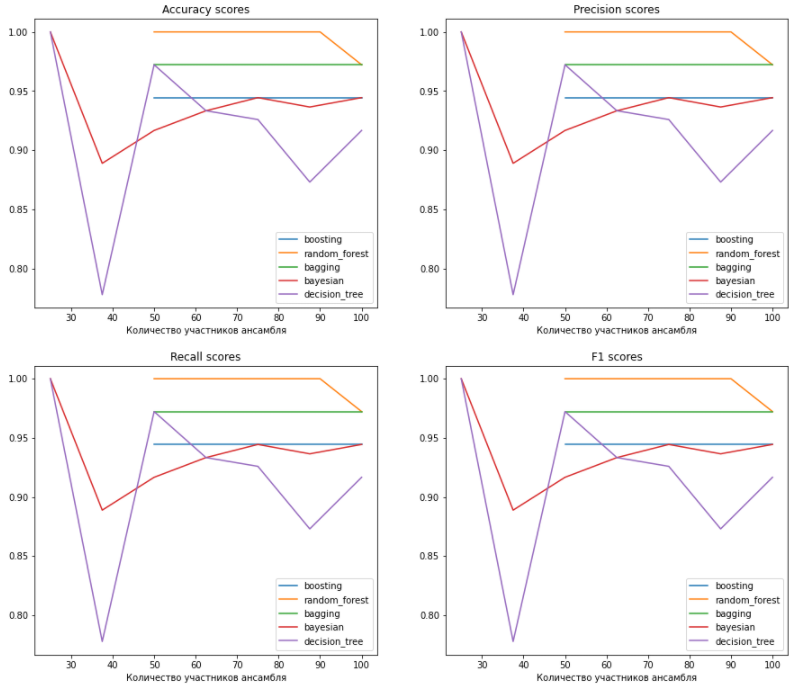 Accuracy scores
1.00
0.95
0.90
0.85
0.80
boosting
random_forest
bagging
bayesian
decision_tree
30 40 50 60 70 80 90 100
Количество участников ансамбля
Precision scores
1.00
0.95
0.90
0.85
0.80
boosting
random_forest
bagging
bayesian
decision_tree
30 40 50 60 70 80 90 100
Количество участников ансамбля
Recall scores
1.00
0.95
0.90
0.85
0.80
boosting
random_forest
bagging
bayesian
decision_tree
30 40 50 60 70 80 90 100
Количество участников ансамбля
F1 scores
1.00
0.95
0.90
0.85
0.80
boosting
random_forest
bagging
bayesian
decision_tree
30 40 50 60 70 80 90 100
Количество участников ансамбля